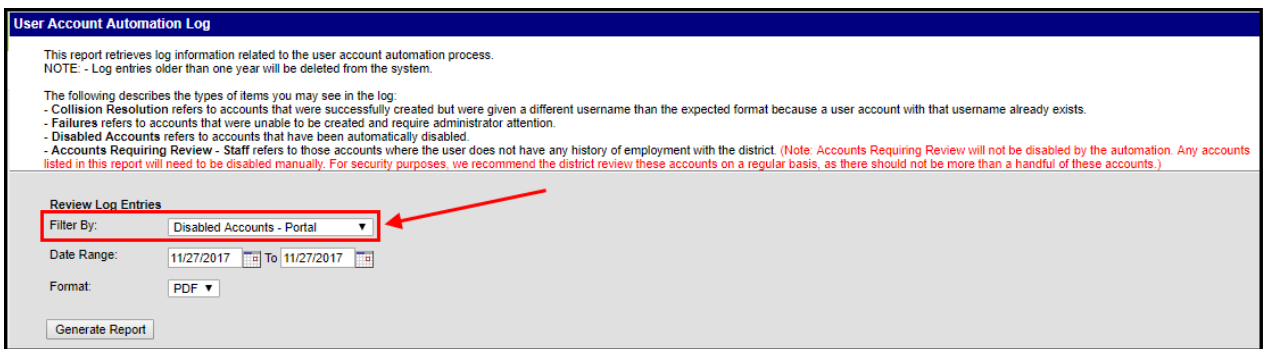 User Account Automation Log
This report retrieves log information related to the user account automation process.
NOTE: - Log entries older than one year will be deleted from the system.
The following describes the types of items you may see in the log:
- Collision Resolution refers to accounts that were successfully created but were given a different username than the expected format because a user account with that username already exists.
- Failures refers to accounts that were unable to be created and require administrator attention.
- Disabled Accounts refers to accounts that have been automatically disabled.
- Accounts Requiring Review - Staff refers to those accounts where the user does not have any history of employment with the district. (Note: Accounts Requiring Review will not be disabled by the automation. Any accounts
listed in this report will need to be disabled manually. For security purposes, we recommend the district review these accounts on a regular basis, as there should not be more than a handful of these accounts.)
Review Log Entries
Filter By: Disabled Accounts - Portal
Date Range: 11/27/2017 To 11/27/2017
Format: PDF
Generate Report